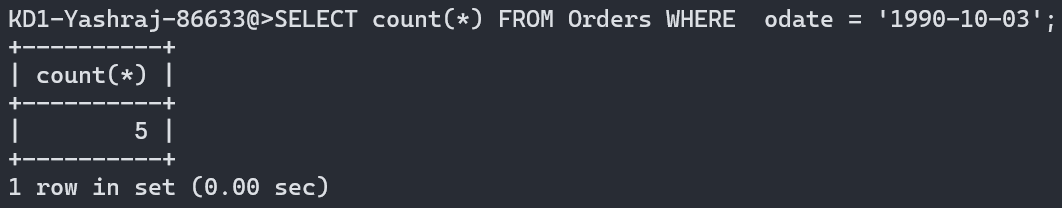 KD1-Yashraj-86633@>SELECT count(*) FROM Orders WHERE  odate = '1990-10-03';
+----------+
| count(*) |
+----------+
|        5 |
+----------+
1 row in set (0.00 sec)